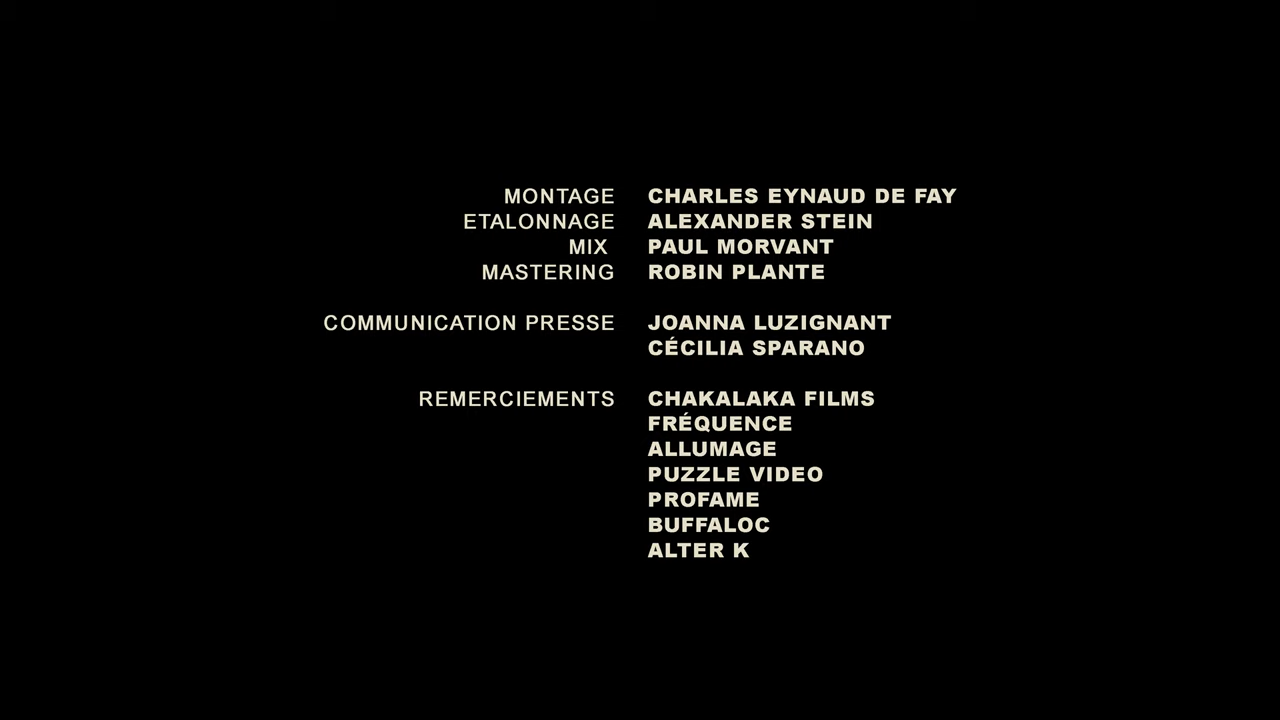 MONTAGE CHARLES EYNAUD DE FAY
ETALONNAGE ALEXANDER STEIN
MIX PAUL MORVANT
MASTERING ROBIN PLANTE
COMMUNICATION PRESSE JOANNA LUZIGNANT
CÉCILIA SPARANO
REMERCIEMENTS CHAKALAKA FILMS
FRÉQUENCE
ALLUMAGE
PUZZLE VIDEO
PROFAME
BUFFALOC
ALTER K